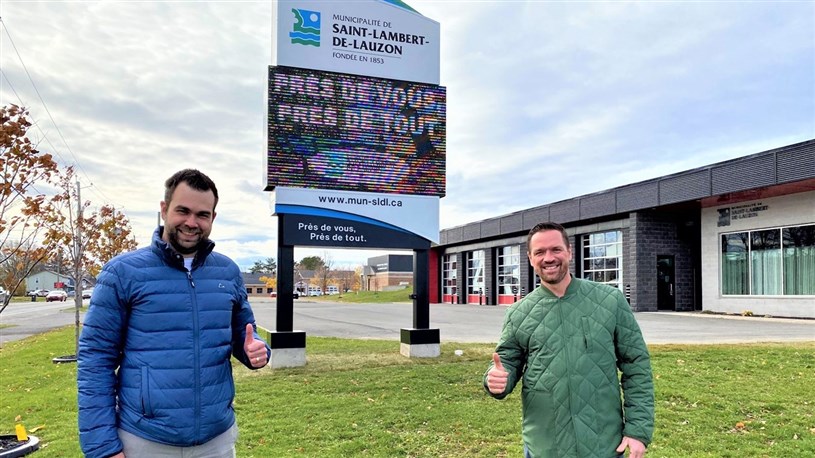 MUNICIPALITÉ DE
SAINT-LAMBERT-
DE-LAUZON
FONDÉE EN 1853
PRÈS DE VOUS,
PRÈS DE TOUT
www.mun-sldl.ca
Près de vous,
Près de tout.